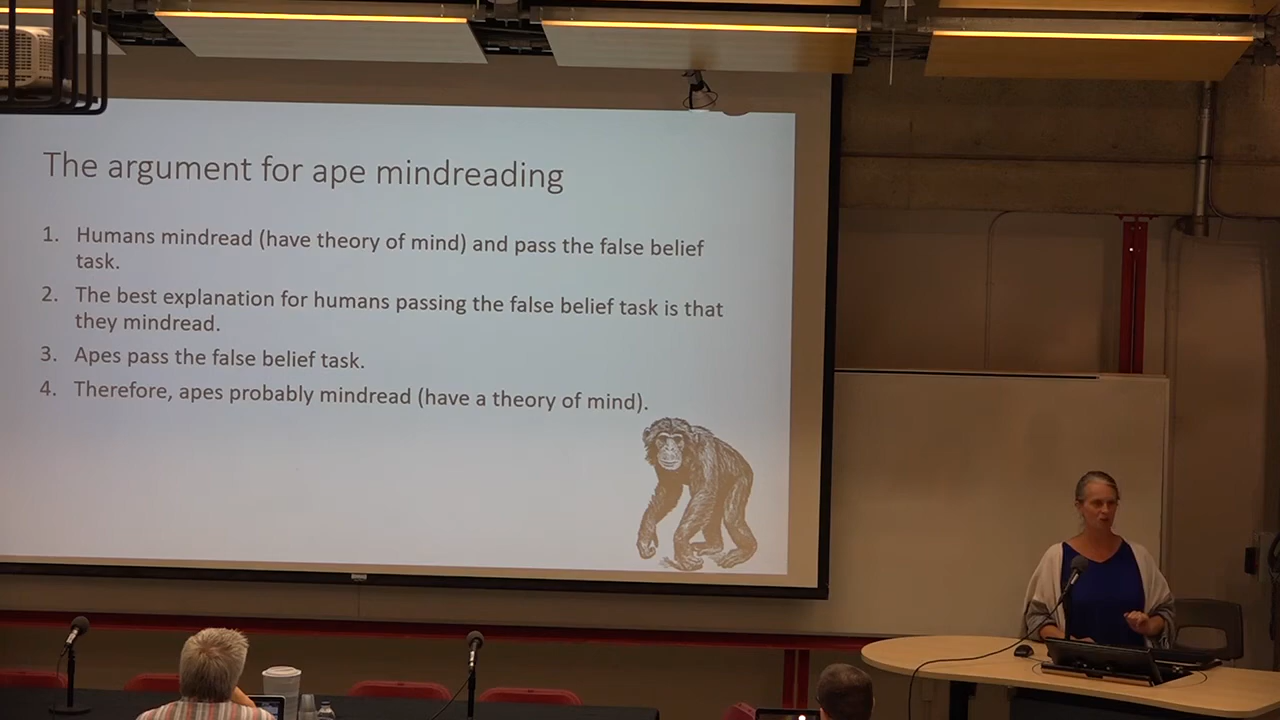 The argument for ape mindreading
1. Humans mindread (have theory of mind) and pass the false belief
task.
2. The best explanation for humans passing the false belief task is that
they mindread.
3. Apes pass the false belief task.
4. Therefore, apes probably mindread (have a theory of mind).